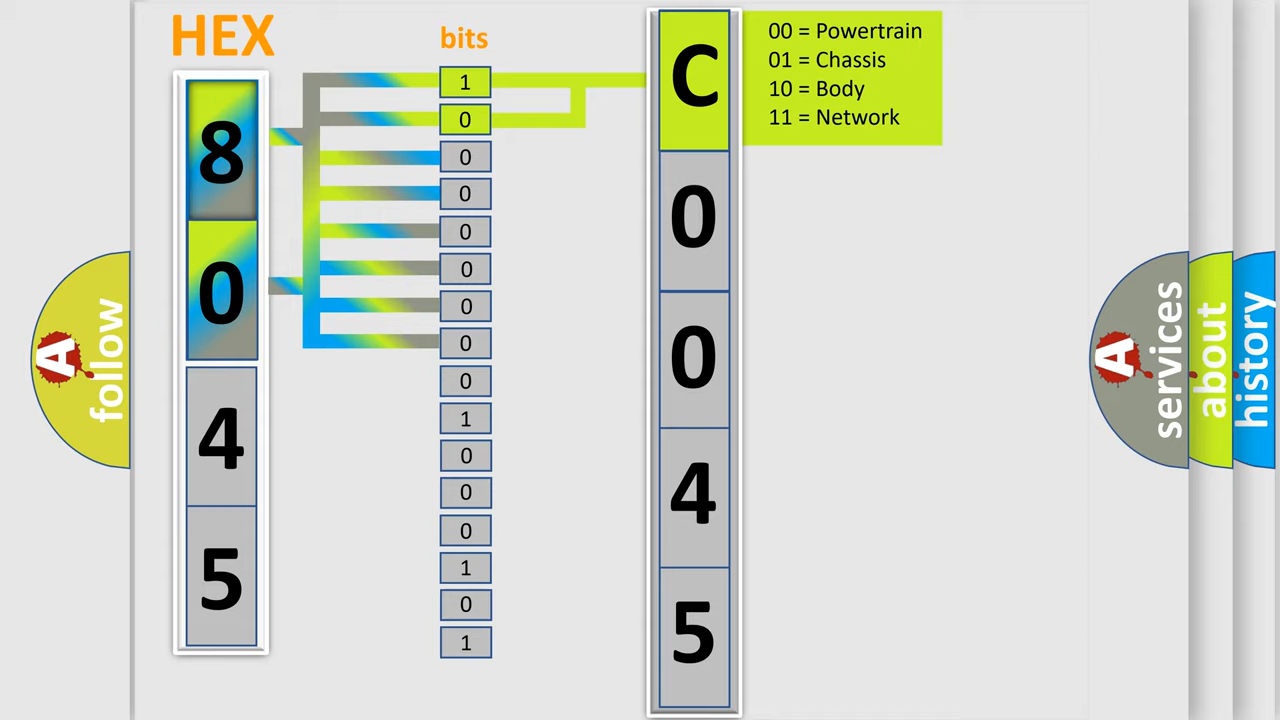 HEX
8
0
4
5
bits
1
0
0
0
0
0
0
0
0
1
0
0
0
1
0
1
C
0
0
4
5
00 = Powertrain
01 = Chassis
10 = Body
11 = Network
A
follow
A
services
about
history